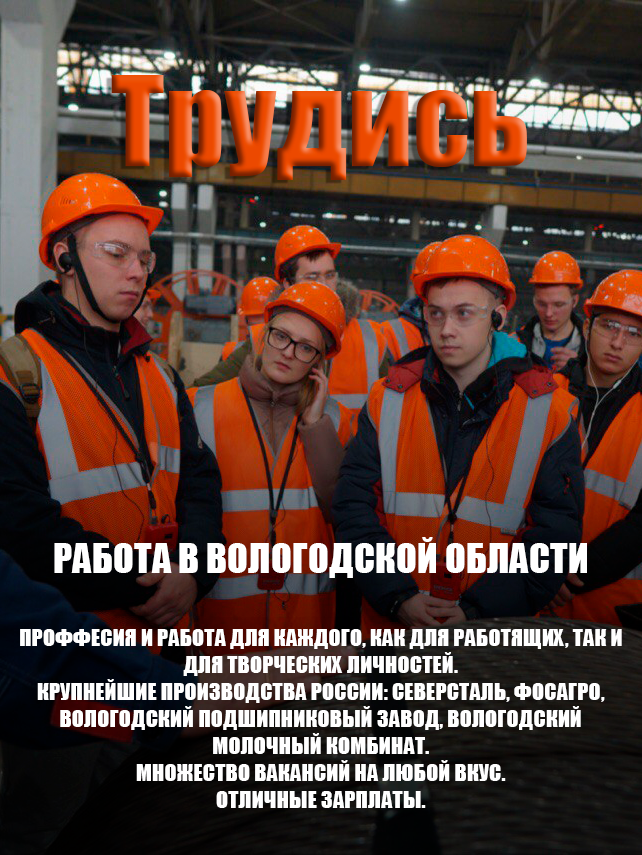 Трудись
РАБОТА В ВОЛОГОДСКОЙ ОБЛАСТИ
ПРОФФЕСИЯ И РАБОТА ДЛЯ КАЖДОГО, КАК ДЛЯ РАБОТЯЩИХ, ТАК И
ДЛЯ ТВОРЧЕСКИХ ЛИЧНОСТЕЙ.
КРУПНЕЙШИЕ ПРОИЗВОДСТВА РОССИИ: СЕВЕРСТАЛЬ, ФОСАГРО,
ВОЛОГОДСКИЙ ПОДШИПНИКОВЫЙ ЗАВОД, ВОЛОГОДСКИЙ
МОЛОЧНЫЙ КОМБИНАТ.
МНОЖЕСТВО ВАКАНСИЙ НА ЛЮБОЙ ВКУС.
ОТЛИЧНЫЕ ЗАРПЛАТЫ.